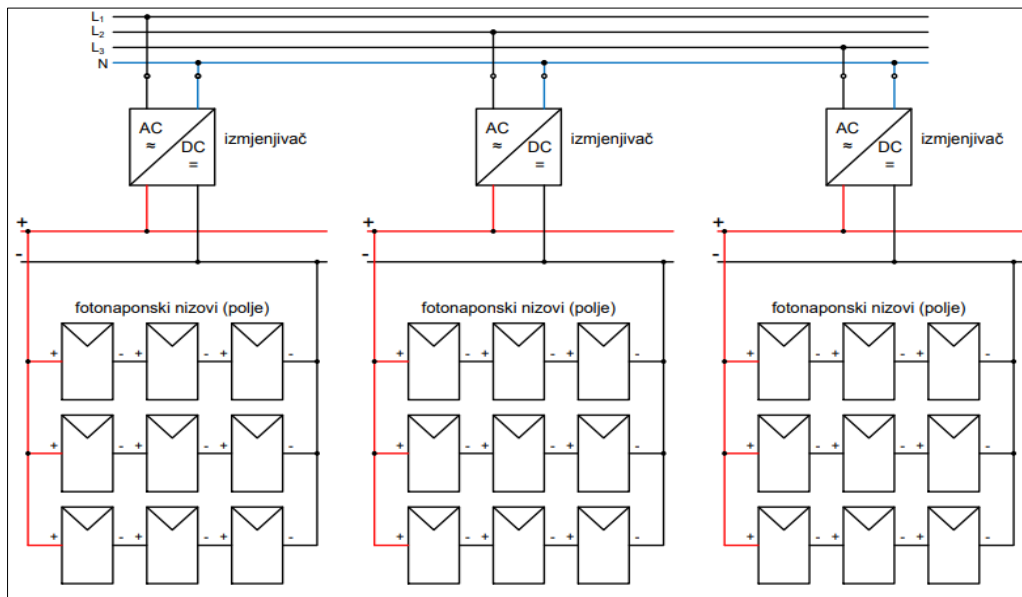 L₁
L₂
L₃
N
AC ≈ DC = izmjenjivač
AC ≈ DC = izmjenjivač
AC ≈ DC = izmjenjivač
+ + +
- - -
fotonaponski nizovi (polje) fotonaponski nizovi (polje) fotonaponski nizovi (polje)
+ - + - + - + - + - + - + - + - + -
+ - + - + - + - + - + - + - + - + -
+ - + - + - + - + - + - + - + - + -